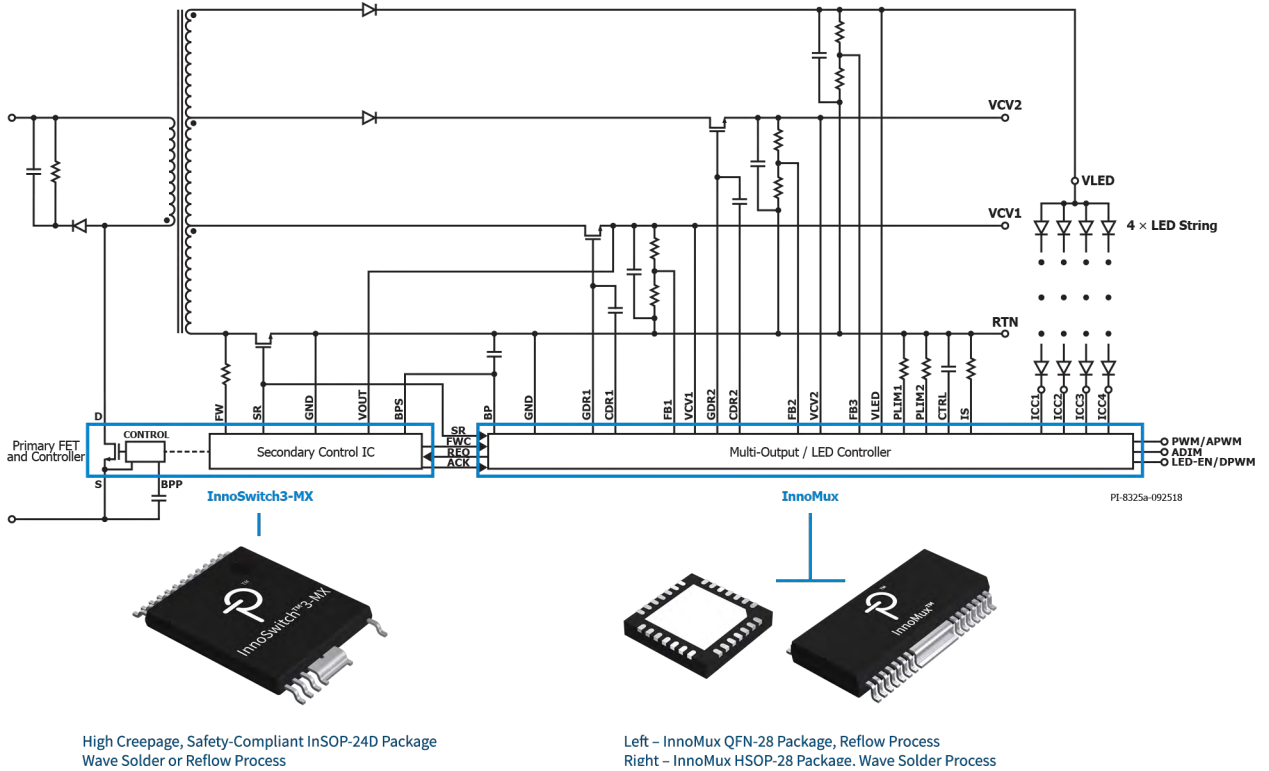 VCV2
VLED
VCV1
4 × LED String
RTN
FW
SR
GND
VOUT
BPS
BP
GND
GDR1
CDR1
FB1
VCV1
GDR2
CDR2
FB2
VCV2
FB3
VLED
PLIM1
PLIM2
CTRL
IS
ICC1
ICC2
ICC3
ICC4
D
Primary FET
and Controller
CONTROL
Secondary Control IC
SR
FWC
REQ
ACK
Multi-Output / LED Controller
PWM/APWM
ADIM
LED-EN/DPWM
S
BPP
InnoSwitch3-MX
InnoMux
PI-8325a-092518
InnoSwitch™3-MX
InnoMux™
High Creepage, Safety-Compliant InSOP-24D Package
Wave Solder or Reflow Process
Left – InnoMux QFN-28 Package, Reflow Process
Right – InnoMux HSOP-28 Package, Wave Solder Process